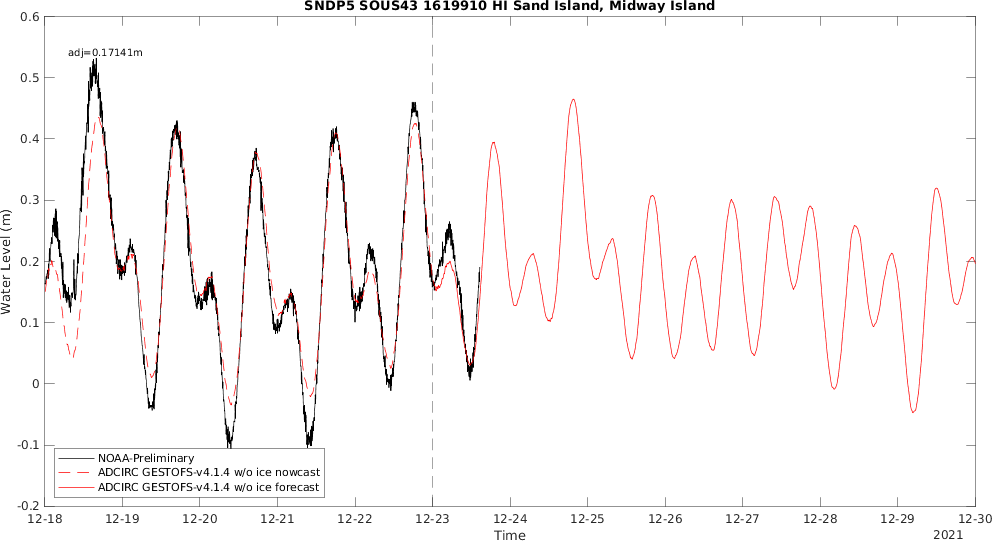 SNDP5 SOUS43 1619910 HI Sand Island, Midway Island
adj=0.17141m
0.6
0.5
0.4
0.3
0.2
0.1
0
-0.1
-0.2
Water Level (m)
NOAA-Preliminary
ADCIRC GESTOFS-v4.1.4 w/o ice nowcast
ADCIRC GESTOFS-v4.1.4 w/o ice forecast
12-18 12-19 12-20 12-21 12-22 12-23 12-24 12-25 12-26 12-27 12-28 12-29 12-30
Time
2021